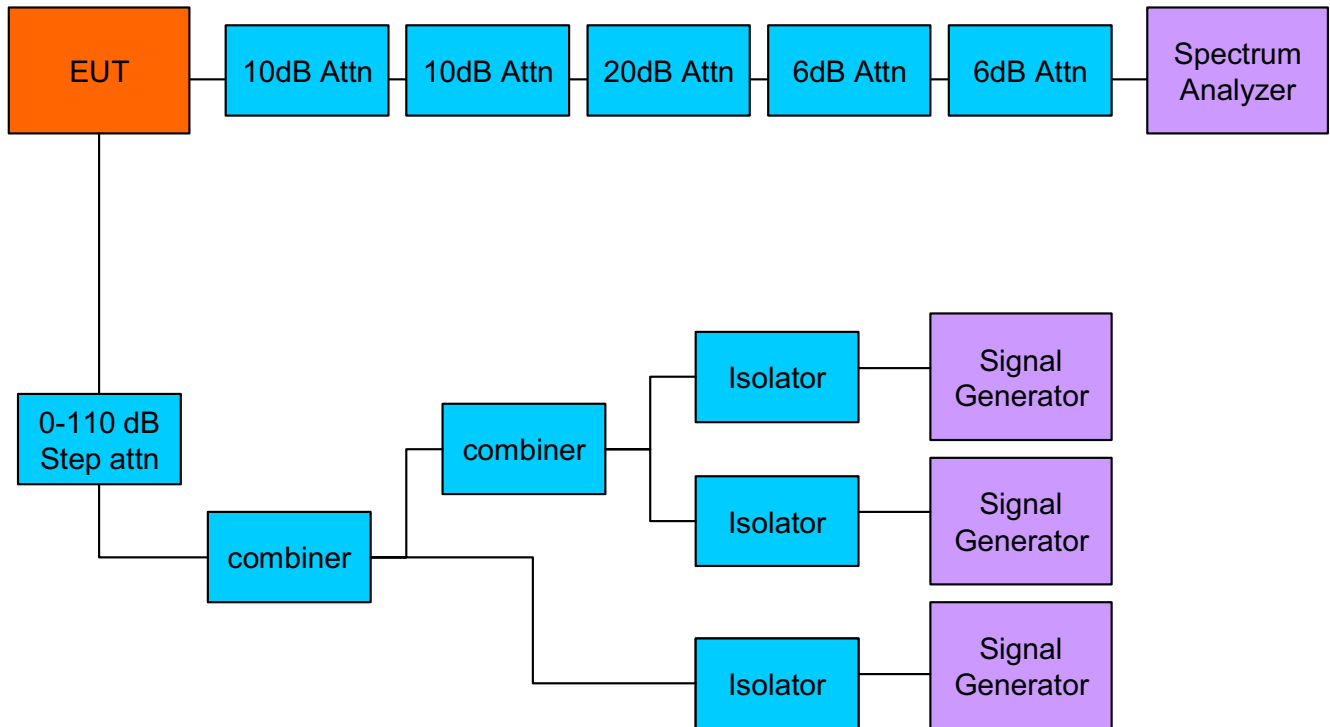 EUT
10dB Attn
10dB Attn
20dB Attn
6dB Attn
6dB Attn
Spectrum
Analyzer
0-110 dB
Step attn
combiner
combiner
Isolator
Signal
Generator
Isolator
Signal
Generator
Isolator
Signal
Generator